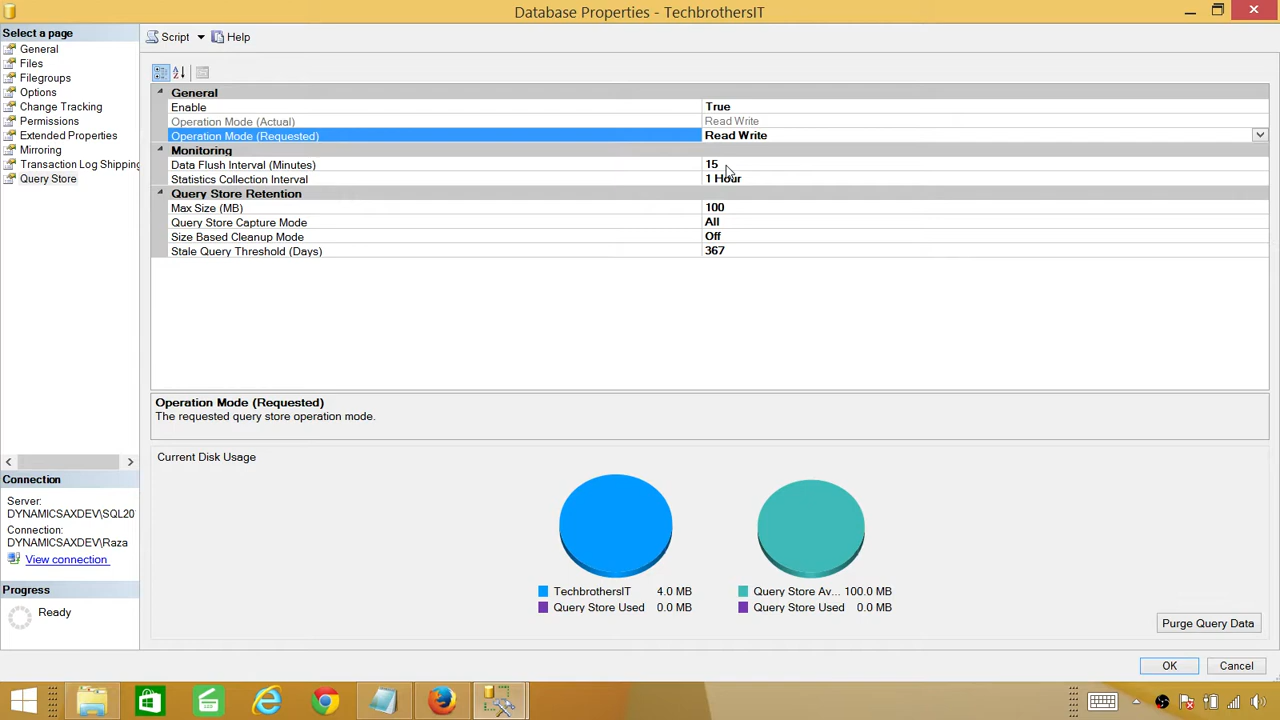 Database Properties - TechbrothersIT
Select a page
General
Files
Filegroups
Options
Change Tracking
Permissions
Extended Properties
Mirroring
Transaction Log Shipping
Query Store
Script Help
General
Enable True
Operation Mode (Actual) Read Write
Operation Mode (Requested) Read Write
Monitoring
Data Flush Interval (Minutes) 15
Statistics Collection Interval 1 Hour
Query Store Retention
Max Size (MB) 100
Query Store Capture Mode All
Size Based Cleanup Mode Off
Stale Query Threshold (Days) 367
Operation Mode (Requested)
The requested query store operation mode.
Current Disk Usage
TechbrothersIT 4.0 MB
Query Store Used 0.0 MB
Query Store Av... 100.0 MB
Query Store Used 0.0 MB
Purge Query Data
Connection
Server:
DYNAMICSAXDEV\SQL20
Connection:
DYNAMICSAXDEV\Raza
View connection
Progress
Ready
OK Cancel